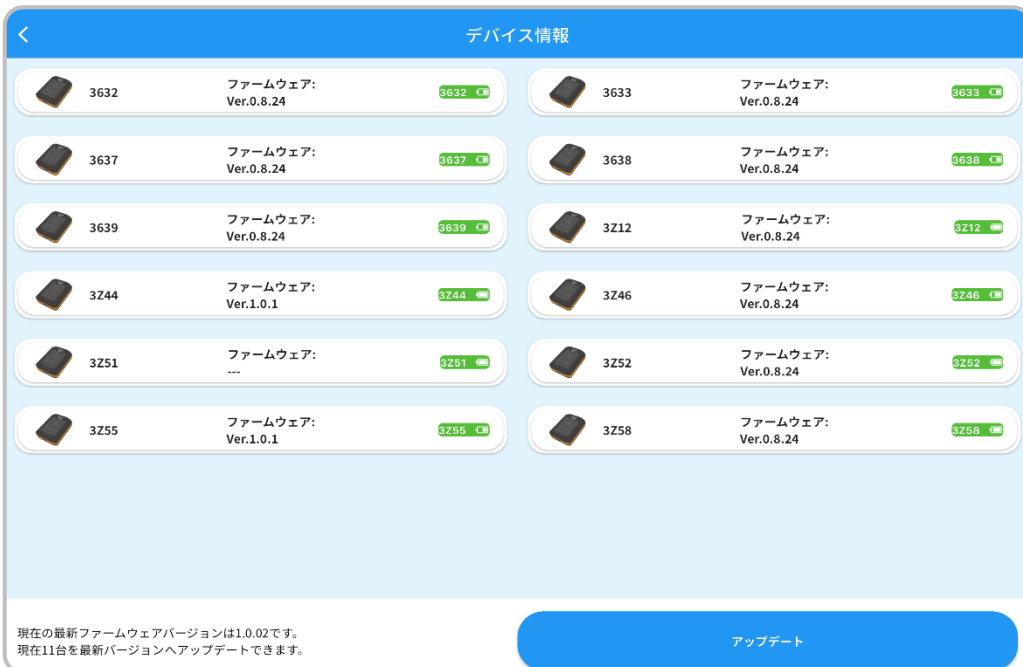 デバイス情報
3632 ファームウェア: 3632
Ver.0.8.24
3633 ファームウェア: 3633
Ver.0.8.24
3637 ファームウェア: 3637
Ver.0.8.24
3638 ファームウェア: 3638
Ver.0.8.24
3639 ファームウェア: 3639
Ver.0.8.24
3Z12 ファームウェア: 3Z12
Ver.0.8.24
3Z44 ファームウェア: 3Z44
Ver.1.0.1
3Z46 ファームウェア: 3Z46
Ver.0.8.24
3Z51 ファームウェア: 3Z51
---
3Z52 ファームウェア: 3Z52
Ver.0.8.24
3Z55 ファームウェア: 3Z55
Ver.1.0.1
3Z58 ファームウェア: 3Z58
Ver.0.8.24
現在の最新ファームウェアバージョンは1.0.02です。
現在11台を最新バージョンへアップデートできます。
アップデート